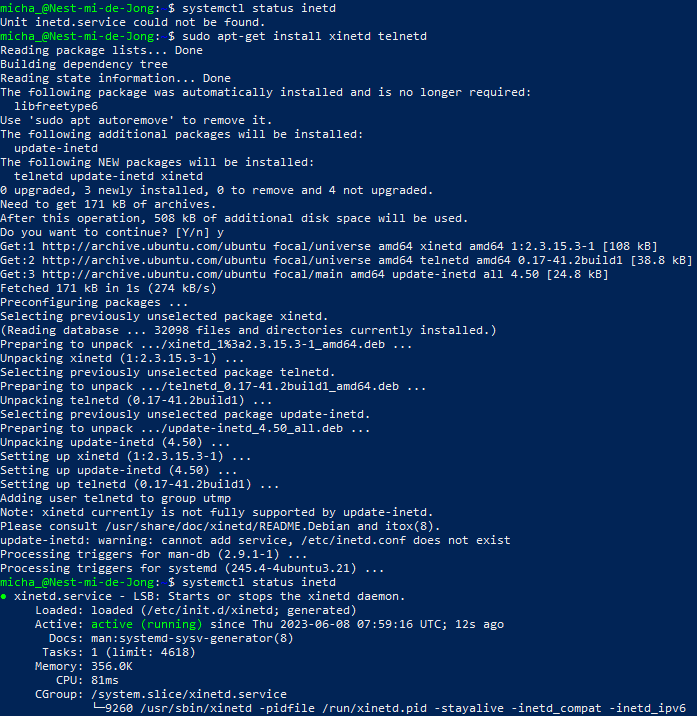 micha_@Nest-mi-de-Jong:~$ systemctl status inetd
Unit inetd.service could not be found.
micha_@Nest-mi-de-Jong:~$ sudo apt-get install xinetd telnetd
Reading package lists... Done
Building dependency tree
Reading state information... Done
The following package was automatically installed and is no longer required:
  libfreetype6
Use 'sudo apt autoremove' to remove it.
The following additional packages will be installed:
  update-inetd
The following NEW packages will be installed:
  telnetd update-inetd xinetd
0 upgraded, 3 newly installed, 0 to remove and 4 not upgraded.
Need to get 171 kB of archives.
After this operation, 508 kB of additional disk space will be used.
Do you want to continue? [Y/n] y
Get:1 http://archive.ubuntu.com/ubuntu focal/universe amd64 xinetd amd64 1:2.3.15.3-1 [108 kB]
Get:2 http://archive.ubuntu.com/ubuntu focal/universe amd64 telnetd amd64 0.17-41.2build1 [38.8 kB]
Get:3 http://archive.ubuntu.com/ubuntu focal/main amd64 update-inetd all 4.50 [24.8 kB]
Fetched 171 kB in 1s (274 kB/s)
Preconfiguring packages ...
Selecting previously unselected package xinetd.
(Reading database ... 32098 files and directories currently installed.)
Preparing to unpack .../xinetd_1%3a2.3.15.3-1_amd64.deb ...
Unpacking xinetd (1:2.3.15.3-1) ...
Selecting previously unselected package telnetd.
Preparing to unpack .../telnetd_0.17-41.2build1_amd64.deb ...
Unpacking telnetd (0.17-41.2build1) ...
Selecting previously unselected package update-inetd.
Preparing to unpack .../update-inetd_4.50_all.deb ...
Unpacking update-inetd (4.50) ...
Setting up xinetd (1:2.3.15.3-1) ...
Setting up update-inetd (4.50) ...
Setting up telnetd (0.17-41.2build1) ...
Adding user telnetd to group utmp
Note: xinetd currently is not fully supported by update-inetd.
Please consult /usr/share/doc/xinetd/README.Debian and itox(8).
update-inetd: warning: cannot add service, /etc/inetd.conf does not exist
Processing triggers for man-db (2.9.1-1) ...
Processing triggers for systemd (245.4-4ubuntu3.21) ...
micha_@Nest-mi-de-Jong:~$ systemctl status inetd
● xinetd.service - LSB: Starts or stops the xinetd daemon.
     Loaded: loaded (/etc/init.d/xinetd; generated)
     Active: active (running) since Thu 2023-06-08 07:59:16 UTC; 12s ago
       Docs: man:systemd-sysv-generator(8)
      Tasks: 1 (limit: 4618)
     Memory: 356.0K
        CPU: 81ms
     CGroup: /system.slice/xinetd.service
             └─9260 /usr/sbin/xinetd -pidfile /run/xinetd.pid -stayalive -inetd_compat -inetd_ipv6